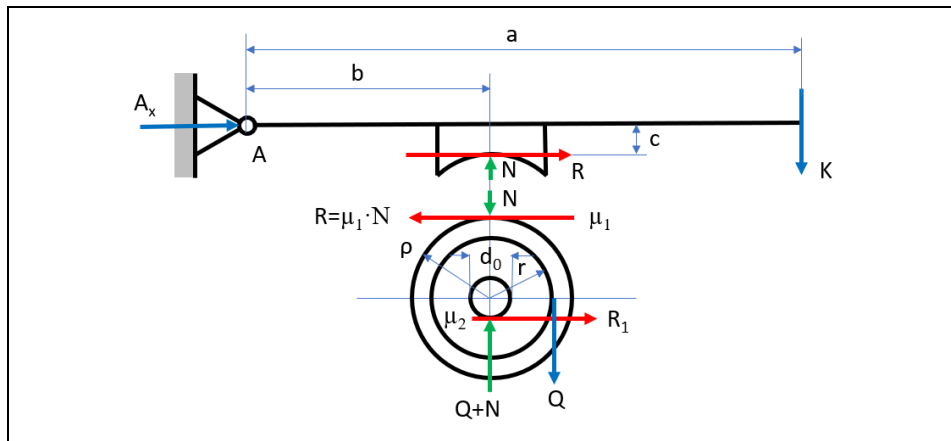 a
b
Aₓ
A
c
K
N
R
N
R=μ₁·N
μ₁
ρ
d₀
r
μ₂
R₁
Q+N
Q